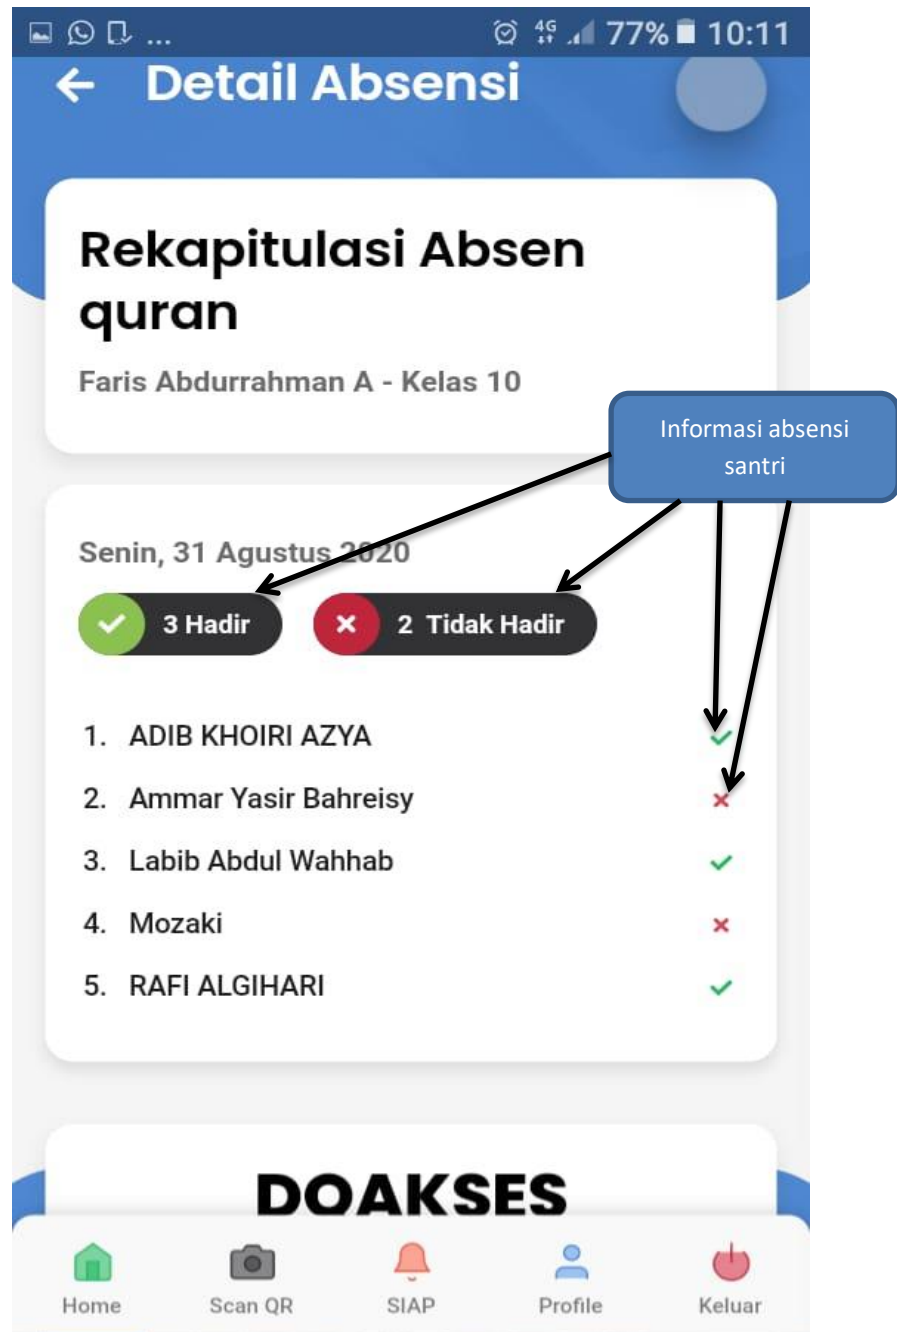 ... 4G 77% 10:11
Detail Absensi
Rekapitulasi Absen
quran
Faris Abdurrahman A - Kelas 10
Informasi absensi
santri
Senin, 31 Agustus 2020
3 Hadir 2 Tidak Hadir
1. ADIB KHOIRI AZYA
2. Ammar Yasir Bahreisy
3. Labib Abdul Wahhab
4. Mozaki
5. RAFI ALGIHARI
DOAKSES
Home Scan QR SIAP Profile Keluar